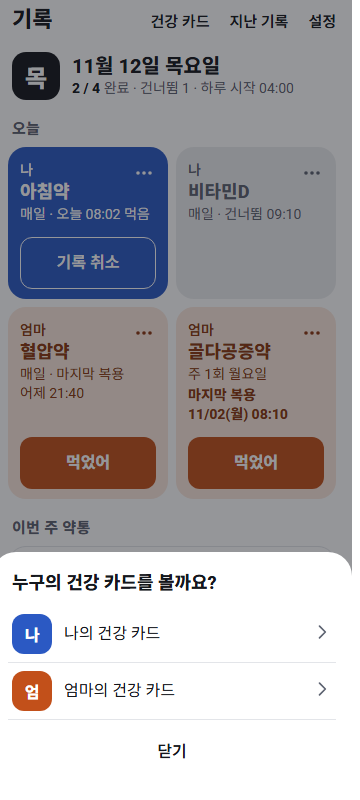 기록
건강 카드 지난 기록 설정
목
11월 12일 목요일
2 / 4 완료 · 건너뜀 1 · 하루 시작 04:00
오늘
나
아침약
매일 · 오늘 08:02 먹음
기록 취소
나
비타민D
매일 · 건너뜀 09:10
엄마
혈압약
매일 · 마지막 복용
어제 21:40
먹었어
엄마
골다공증약
주 1회 월요일
마지막 복용
11/02(월) 08:10
먹었어
이번 주 약통
누구의 건강 카드를 볼까요?
나
나의 건강 카드
엄
엄마의 건강 카드
닫기